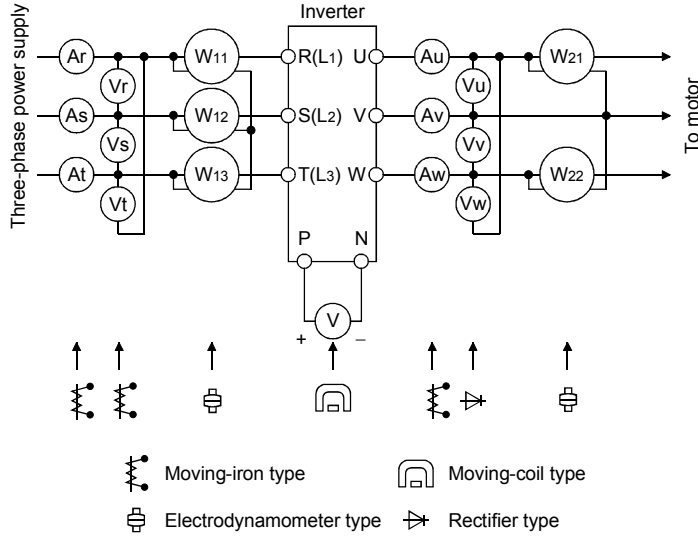 Three-phase power supply
Inverter
To motor
Ar
Vr
W11
R(L1)
U
Au
Vu
W21
As
Vs
W12
S(L2)
V
Av
Vv
At
Vt
W13
T(L3)
W
Aw
Vw
W22
P
N
V
+
−
Moving-iron type
Moving-coil type
Electrodynamometer type
Rectifier type